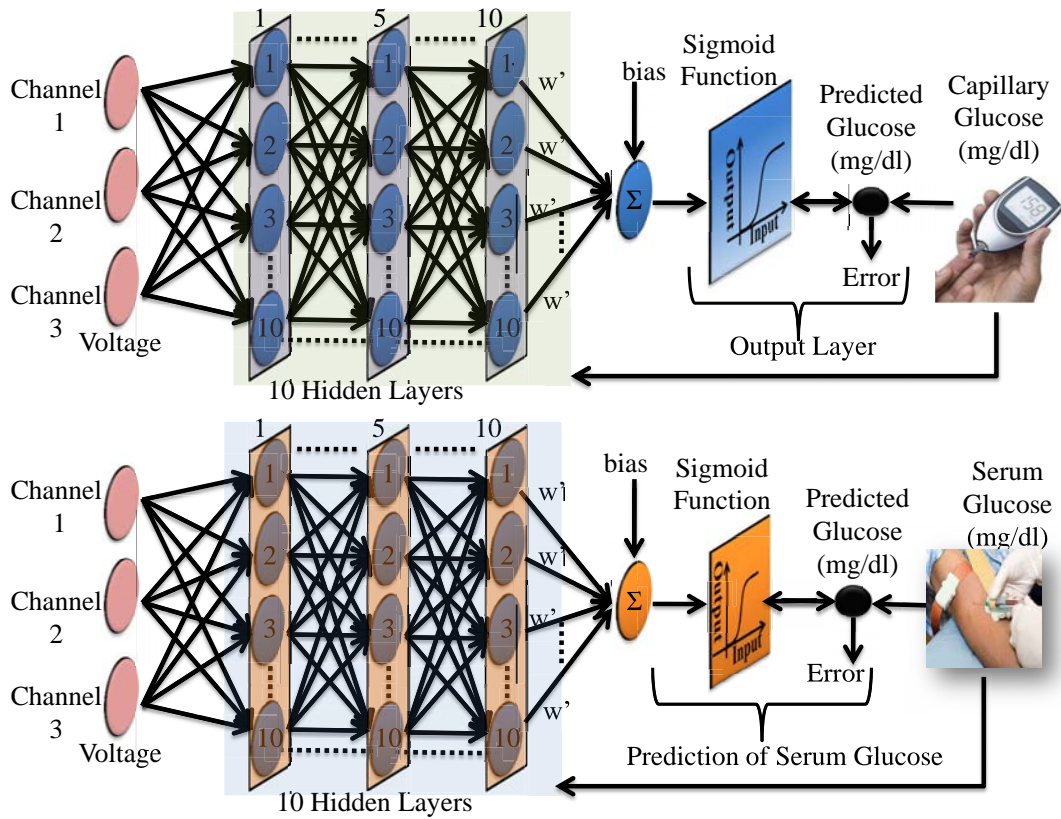 1
5
10
Channel
1
Channel
2
Channel
3
Voltage
1
2
3
10
1
2
3
10
1
2
3
10
w’
w’
w’
w’
bias
Σ
Sigmoid
Function
Output
Input
Predicted
Glucose
(mg/dl)
Capillary
Glucose
(mg/dl)
158
Error
Output Layer
10 Hidden Layers
1
5
10
Channel
1
Channel
2
Channel
3
Voltage
1
2
3
10
1
2
3
10
1
2
3
10
w’
w’
w’
w’
bias
Σ
Sigmoid
Function
Output
Input
Predicted
Glucose
(mg/dl)
Serum
Glucose
(mg/dl)
Error
Prediction of Serum Glucose
10 Hidden Layers